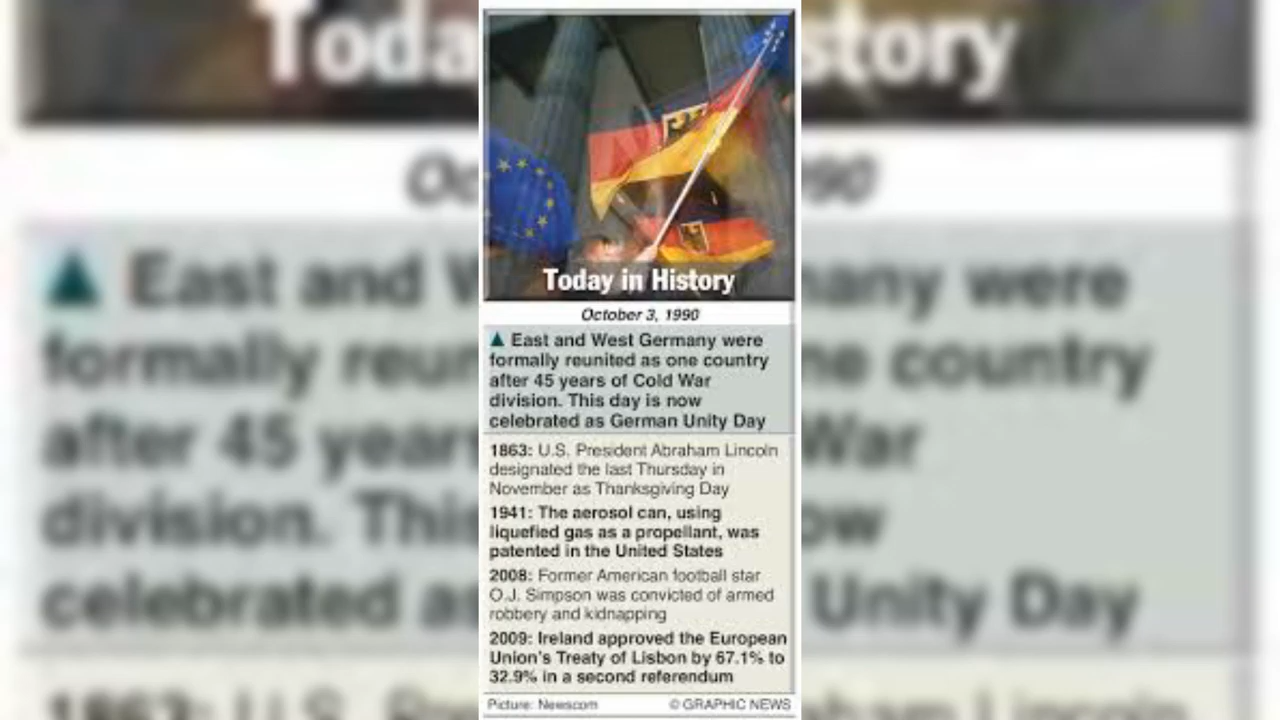 Today in History
October 3, 1990
▲ East and West Germany were
formally reunited as one country
after 45 years of Cold War
division. This day is now
celebrated as German Unity Day
1863: U.S. President Abraham Lincoln
designated the last Thursday in
November as Thanksgiving Day
1941: The aerosol can, using
liquefied gas as a propellant, was
patented in the United States
2008: Former American football star
O.J. Simpson was convicted of armed
robbery and kidnapping
2009: Ireland approved the European
Union's Treaty of Lisbon by 67.1% to
32.9% in a second referendum
Picture: Newscom © GRAPHIC NEWS